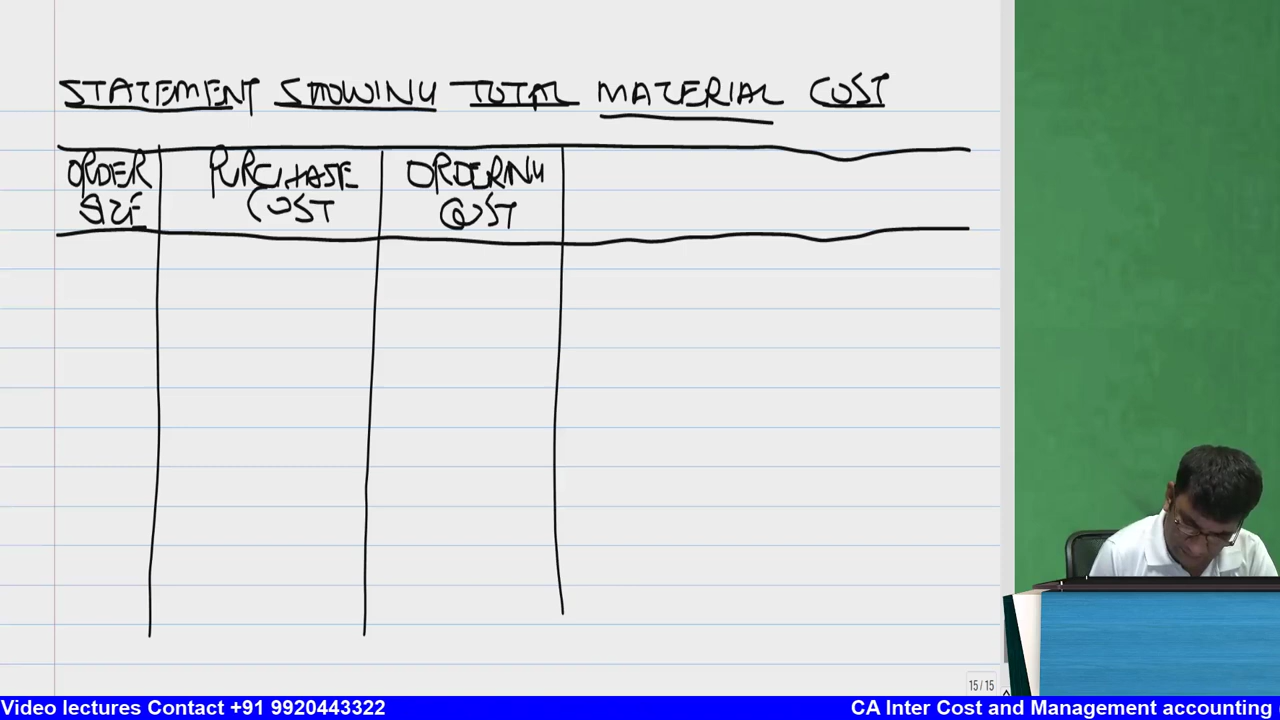 STATEMENT SHOWING TOTAL MATERIAL COST
ORDER SIZE
PURCHASE COST
ORDERING COST
15/15
Video lectures Contact +91 9920443322
CA Inter Cost and Management accounting